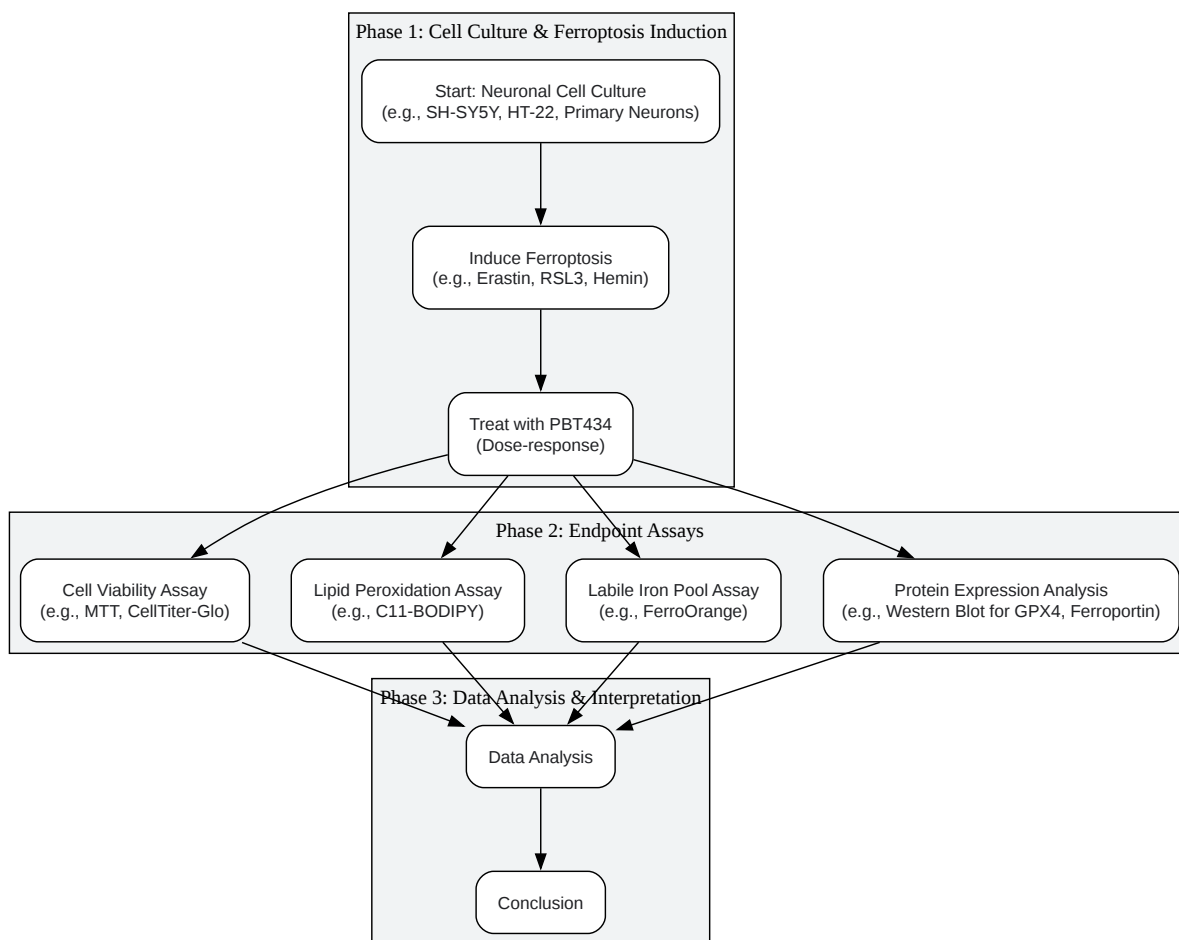 Phase 1: Cell Culture & Ferroptosis Induction
Start: Neuronal Cell Culture
(e.g., SH-SY5Y, HT-22, Primary Neurons)
Induce Ferroptosis
(e.g., Erastin, RSL3, Hemin)
Treat with PBT434
(Dose-response)
Phase 2: Endpoint Assays
Cell Viability Assay
(e.g., MTT, CellTiter-Glo)
Lipid Peroxidation Assay
(e.g., C11-BODIPY)
Labile Iron Pool Assay
(e.g., FerroOrange)
Protein Expression Analysis
(e.g., Western Blot for GPX4, Ferroportin)
Phase 3: Data Analysis & Interpretation
Data Analysis
Conclusion